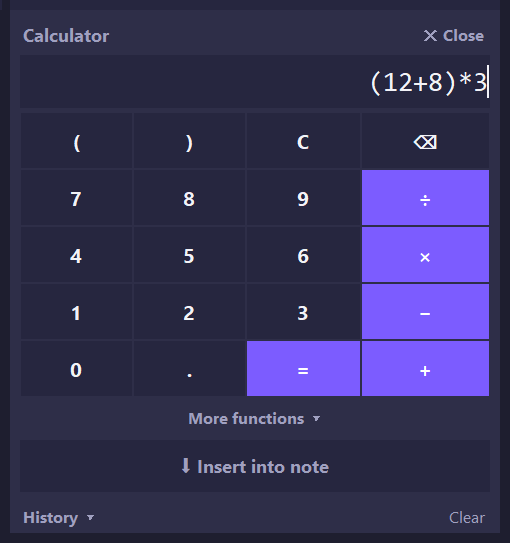 Calculator × Close
(12+8)*3
( ) C ⌫
7 8 9 ÷
4 5 6 ×
1 2 3 −
0 . = +
More functions ▾
⬇ Insert into note
History ▾ Clear